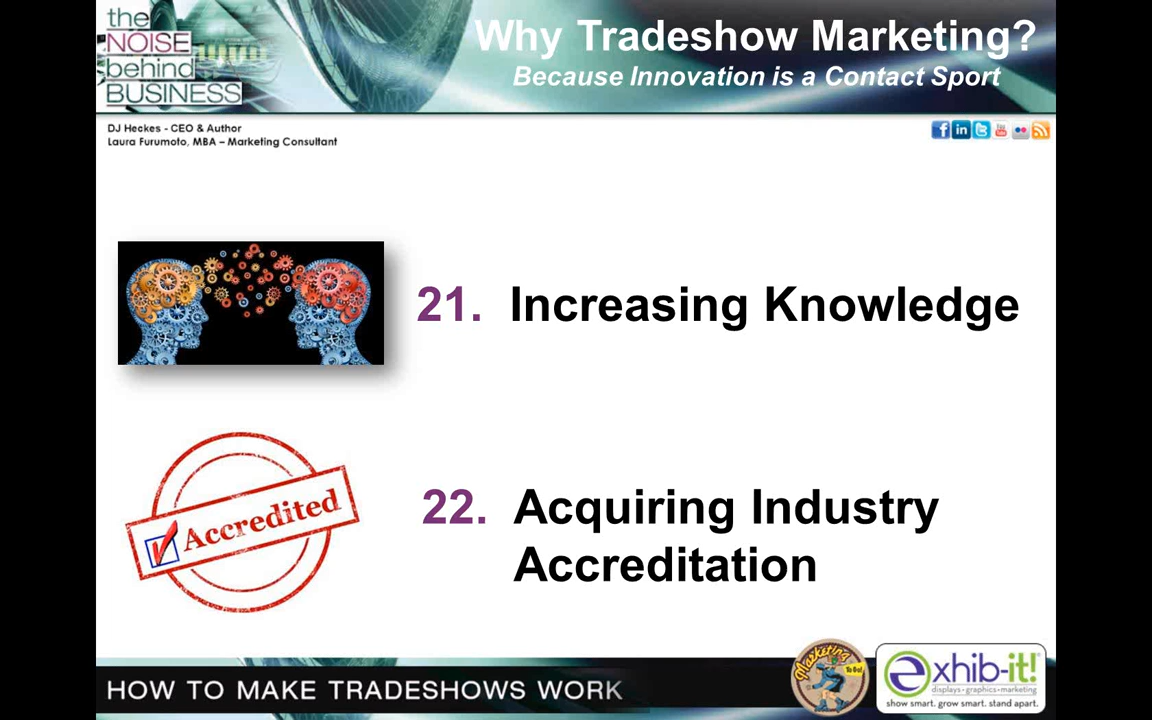 the
NOISE
behind
BUSINESS
Why Tradeshow Marketing?
Because Innovation is a Contact Sport
DJ Heckes - CEO & Author
Laura Furumoto, MBA – Marketing Consultant
21. Increasing Knowledge
Accredited
22. Acquiring Industry
Accreditation
HOW TO MAKE TRADESHOWS WORK
Marketing
To Go!
exhib-it!
displays•graphics•marketing
show smart. grow smart. stand apart.